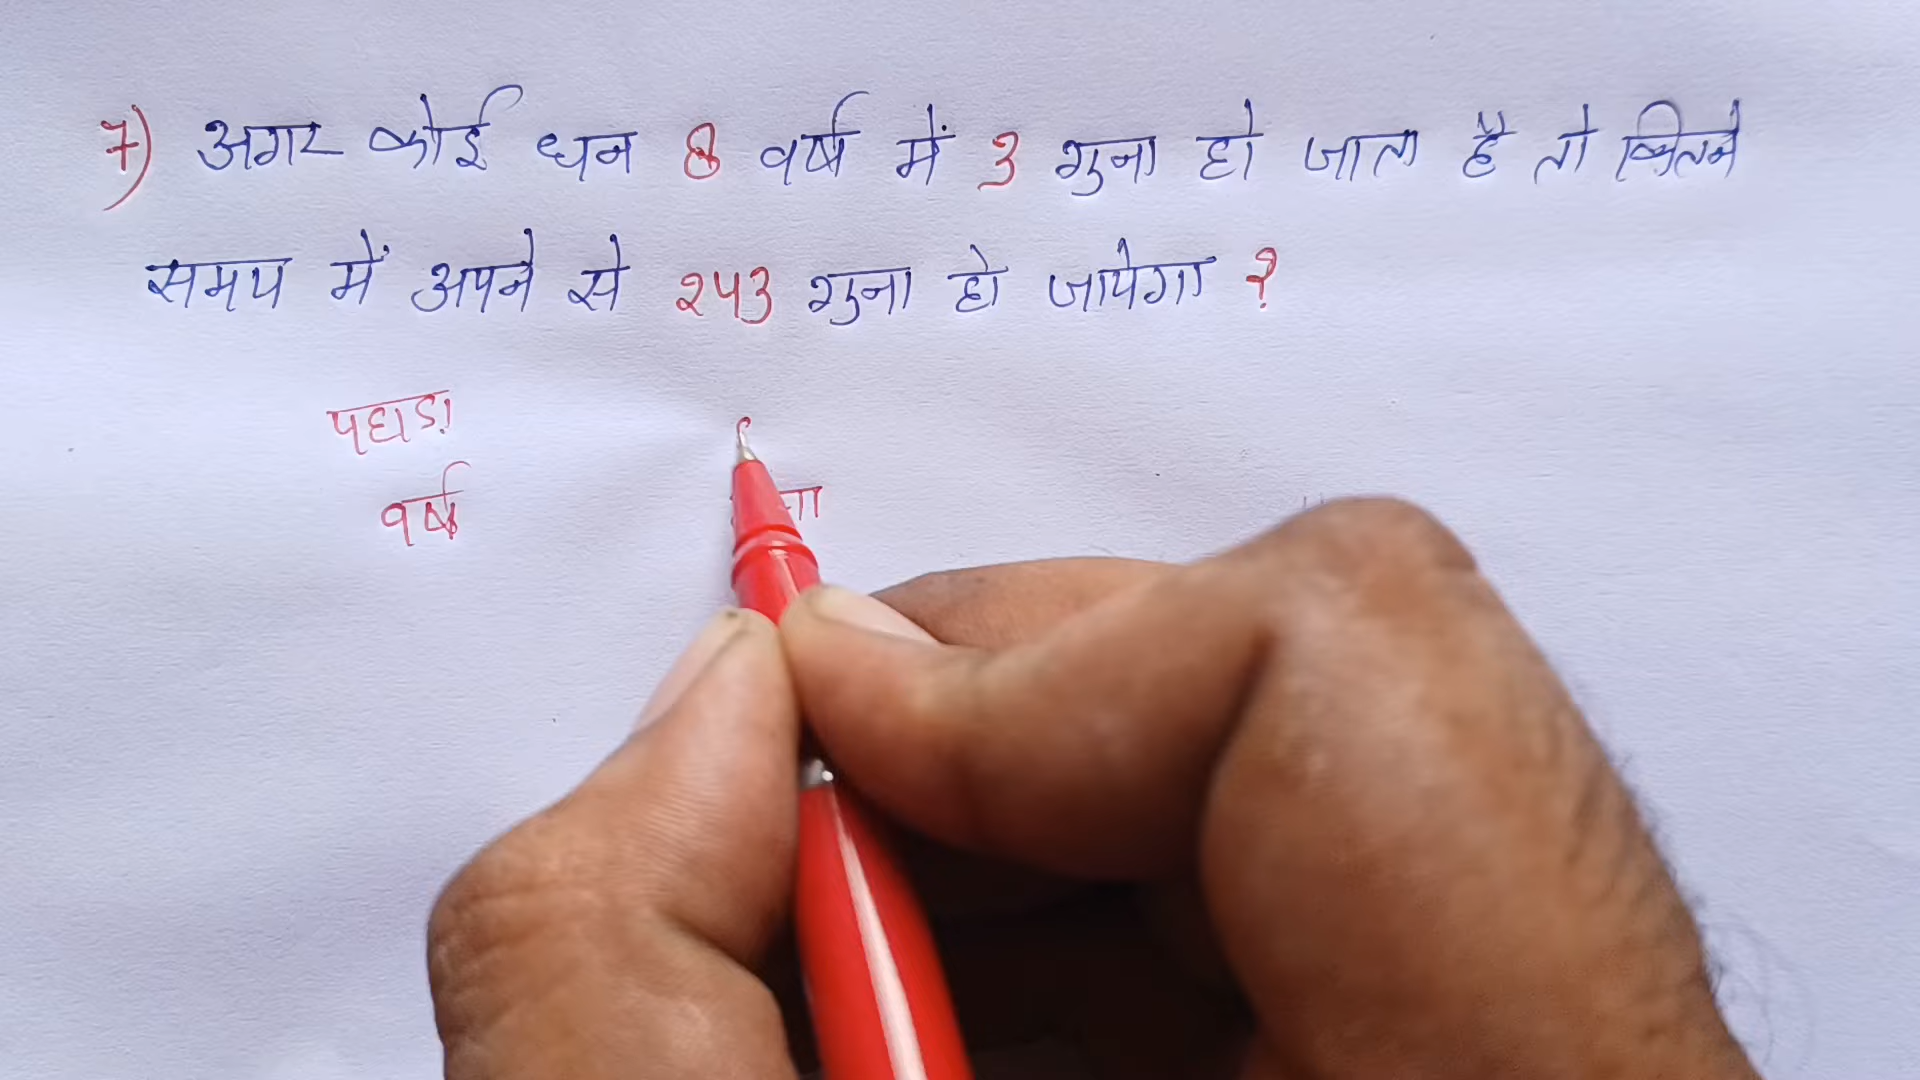 7) अगर कोई धन 8 वर्ष में 3 गुना हो जाता है तो कितने
समय में अपने से 243 गुना हो जायेगा ?
पहाडा
वर्ष